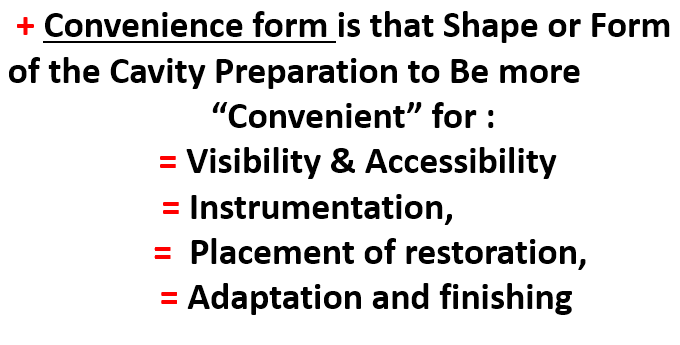 + Convenience form is that Shape or Form
of the Cavity Preparation to Be more
“Convenient” for :
= Visibility & Accessibility
= Instrumentation,
= Placement of restoration,
= Adaptation and finishing